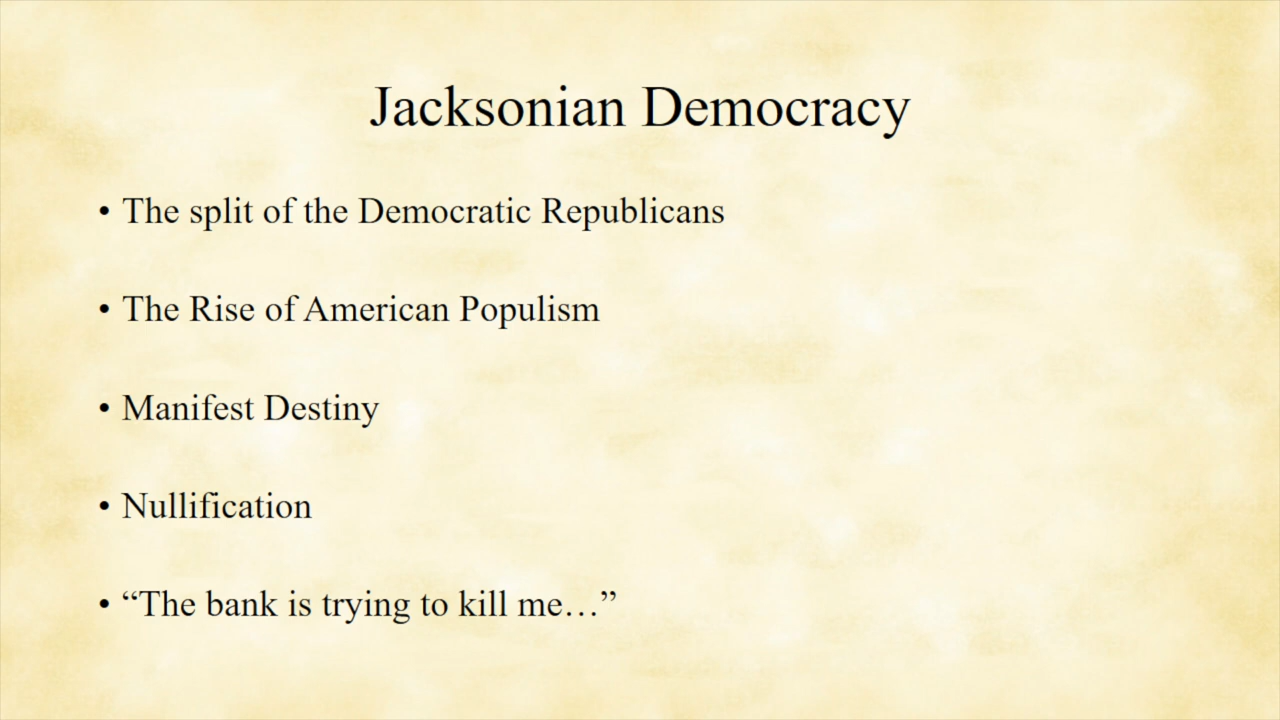 Jacksonian Democracy
• The split of the Democratic Republicans
• The Rise of American Populism
• Manifest Destiny
• Nullification
• “The bank is trying to kill me…”